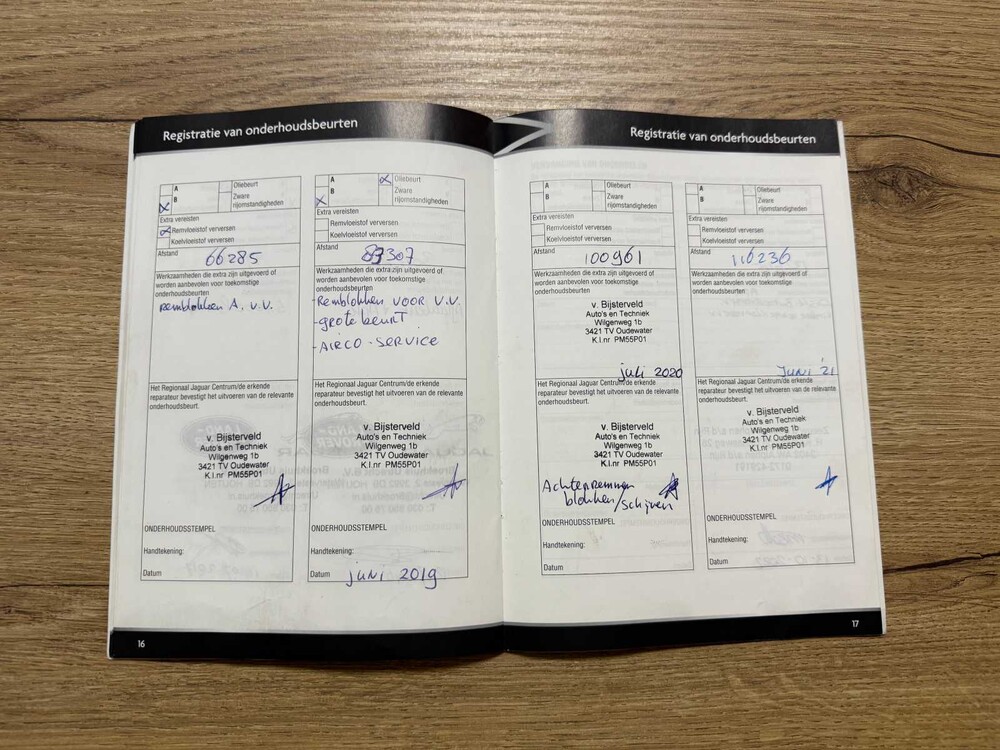 Registratie van onderhoudsbeurten
A
B
Oliebeurt
Zware
rijomstandigheden
Extra vereisten
Remvloeistof verversen
Koelvloeistof verversen
Afstand
66285
Werkzaamheden die extra zijn uitgevoerd of
worden aanbevolen voor toekomstige
onderhoudsbeurten
Remblokken A. V.V.
Het Regionaal Jaguar Centrum/de erkende
reparateur bevestigt het uitvoeren van de relevante
onderhoudsbeurt.
v. Bijsterveld
Auto's en Techniek
Wilgenweg 1b
3421 TV Oudewater
K.I.nr PM55P01
ONDERHOUDSSTEMPEL
Handtekening:
Datum
A
B
Oliebeurt
Zware
rijomstandigheden
Extra vereisten
Remvloeistof verversen
Koelvloeistof verversen
Afstand
83307
Werkzaamheden die extra zijn uitgevoerd of
worden aanbevolen voor toekomstige
onderhoudsbeurten
-Remblokken VOOR V.V.
-grote beurt
-AIRCO-SERVICE
Het Regionaal Jaguar Centrum/de erkende
reparateur bevestigt het uitvoeren van de relevante
onderhoudsbeurt.
v. Bijsterveld
Auto's en Techniek
Wilgenweg 1b
3421 TV Oudewater
K.I.nr PM55P01
ONDERHOUDSSTEMPEL
Handtekening:
Datum juni 2019
16
Registratie van onderhoudsbeurten
A
B
Oliebeurt
Zware
rijomstandigheden
Extra vereisten
Remvloeistof verversen
Koelvloeistof verversen
Afstand
100961
Werkzaamheden die extra zijn uitgevoerd of
worden aanbevolen voor toekomstige
onderhoudsbeurten
v. Bijsterveld
Auto's en Techniek
Wilgenweg 1b
3421 TV Oudewater
K.I.nr PM55P01
juli 2020
Het Regionaal Jaguar Centrum/de erkende
reparateur bevestigt het uitvoeren van de relevante
onderhoudsbeurt.
v. Bijsterveld
Auto's en Techniek
Wilgenweg 1b
3421 TV Oudewater
K.I.nr PM55P01
Achterremmen
blokken/schijven
ONDERHOUDSSTEMPEL
Handtekening:
Datum
A
B
Oliebeurt
Zware
rijomstandigheden
Extra vereisten
Remvloeistof verversen
Koelvloeistof verversen
Afstand
116236
Werkzaamheden die extra zijn uitgevoerd of
worden aanbevolen voor toekomstige
onderhoudsbeurten
Juni '21
Het Regionaal Jaguar Centrum/de erkende
reparateur bevestigt het uitvoeren van de relevante
onderhoudsbeurt.
v. Bijsterveld
Auto's en Techniek
Wilgenweg 1b
3421 TV Oudewater
K.I.nr PM55P01
ONDERHOUDSSTEMPEL
Handtekening:
Datum
17